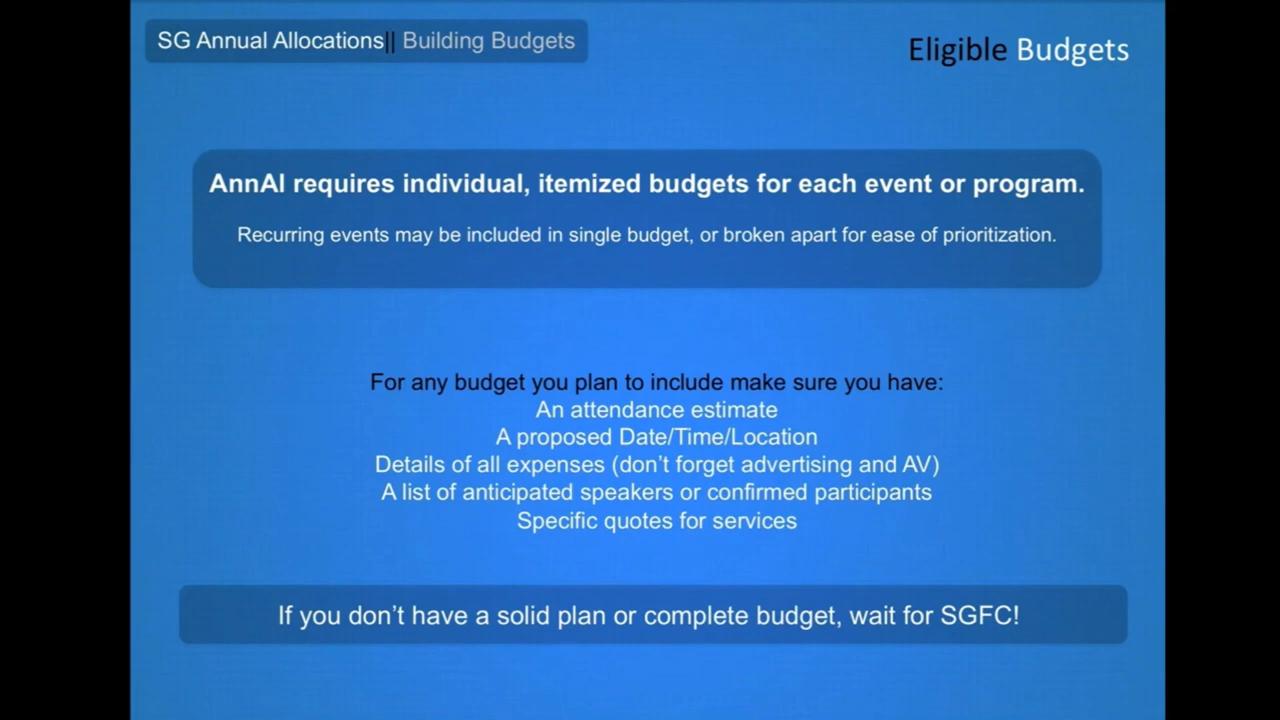 SG Annual Allocations|| Building Budgets
Eligible Budgets
AnnAl requires individual, itemized budgets for each event or program.
Recurring events may be included in single budget, or broken apart for ease of prioritization.
For any budget you plan to include make sure you have:
An attendance estimate
A proposed Date/Time/Location
Details of all expenses (don’t forget advertising and AV)
A list of anticipated speakers or confirmed participants
Specific quotes for services
If you don’t have a solid plan or complete budget, wait for SGFC!